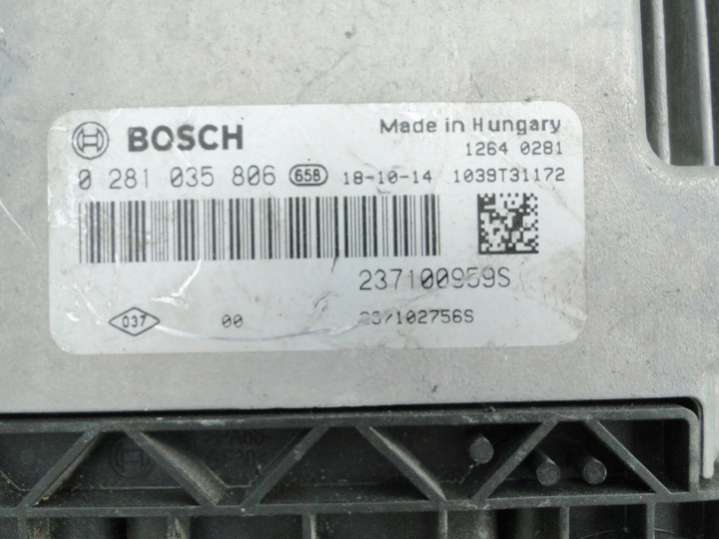 BOSCH
Made in Hungary
1264 0281
0 281 035 806 658 18-10-14 1039T31172
237100959S
037 00 237102756S